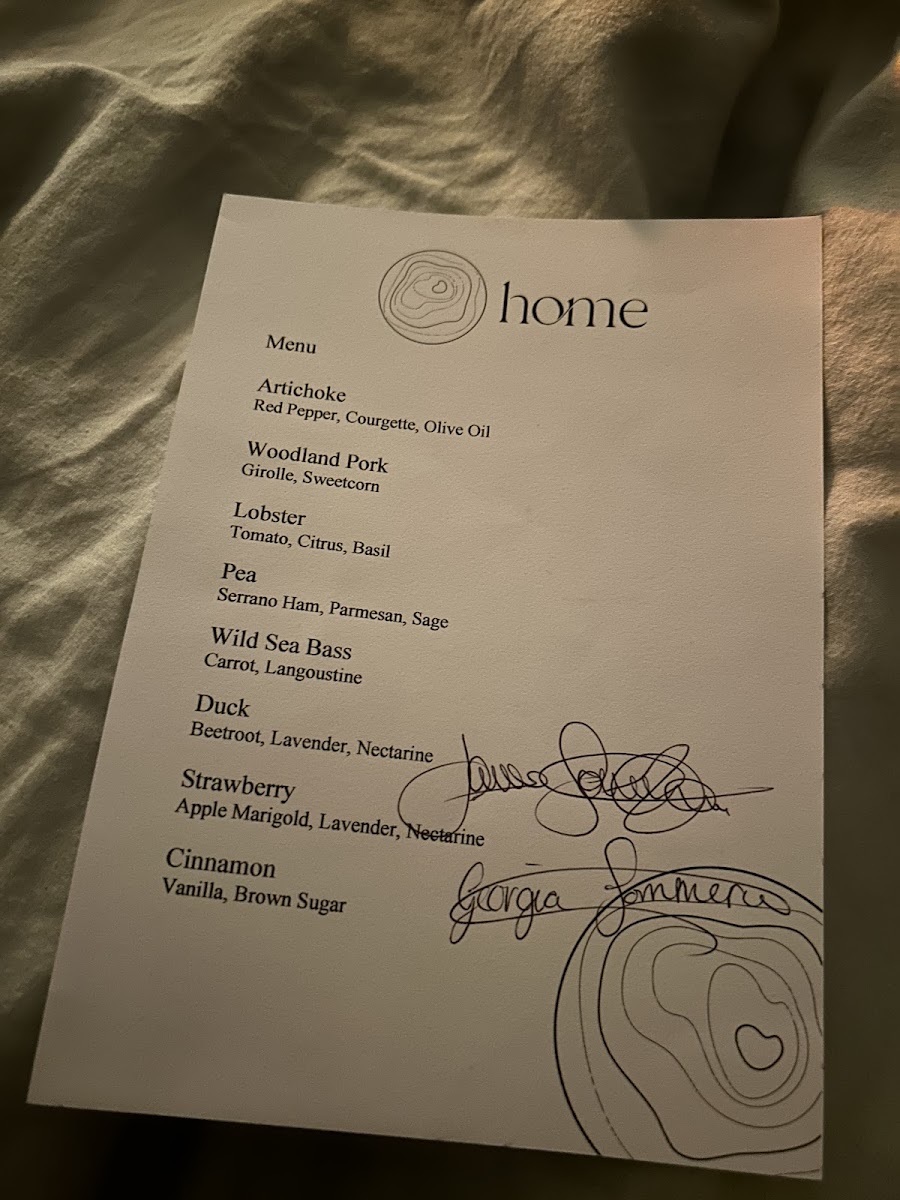 home
Menu
Artichoke
Red Pepper, Courgette, Olive Oil
Woodland Pork
Girolle, Sweetcorn
Lobster
Tomato, Citrus, Basil
Pea
Serrano Ham, Parmesan, Sage
Wild Sea Bass
Carrot, Langoustine
Duck
Beetroot, Lavender, Nectarine
Strawberry
Apple Marigold, Lavender, Nectarine
Cinnamon
Vanilla, Brown Sugar
Georgia